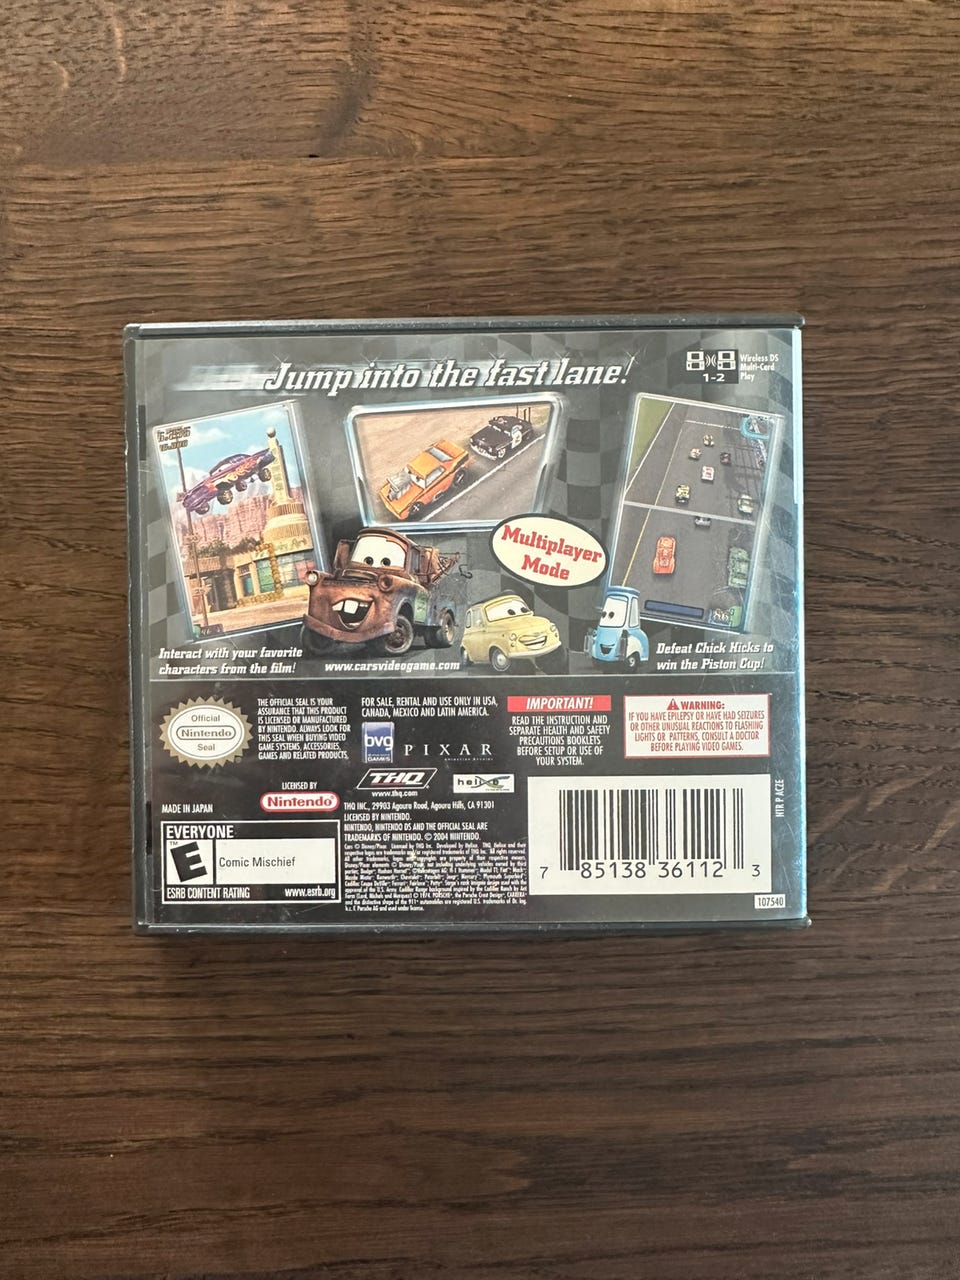 Jump into the fast lane!
1-2
Wireless DS
Multi-Card
Play
Multiplayer
Mode
Interact with your favorite
characters from the film!
www.carsvideogame.com
Defeat Chick Hicks to
win the Piston Cup!
Official
Nintendo
Seal
THE OFFICIAL SEAL IS YOUR
ASSURANCE THAT THIS PRODUCT
IS LICENSED OR MANUFACTURED
BY NINTENDO. ALWAYS LOOK FOR
THIS SEAL WHEN BUYING VIDEO
GAME SYSTEMS, ACCESSORIES,
GAMES AND RELATED PRODUCTS.
FOR SALE, RENTAL AND USE ONLY IN USA,
CANADA, MEXICO AND LATIN AMERICA.
bvg
GAMES
PIXAR
IMPORTANT!
READ THE INSTRUCTION AND
SEPARATE HEALTH AND SAFETY
PRECAUTIONS BOOKLETS
BEFORE SETUP OR USE OF
YOUR SYSTEM.
WARNING:
IF YOU HAVE EPILEPSY OR HAVE HAD SEIZURES
OR OTHER UNUSUAL REACTIONS TO FLASHING
LIGHTS OR PATTERNS, CONSULT A DOCTOR
BEFORE PLAYING VIDEO GAMES.
THQ
www.thq.com
helixe
MADE IN JAPAN
LICENSED BY
Nintendo
THQ INC., 29903 Agoura Road, Agoura Hills, CA 91301
LICENSED BY NINTENDO.
NINTENDO, NINTENDO DS AND THE OFFICIAL SEAL ARE
TRADEMARKS OF NINTENDO. © 2004 NINTENDO.
EVERYONE
E
Comic Mischief
ESRB CONTENT RATING www.esrb.org
7 85138 36112 3
NTR P ACZE
107540